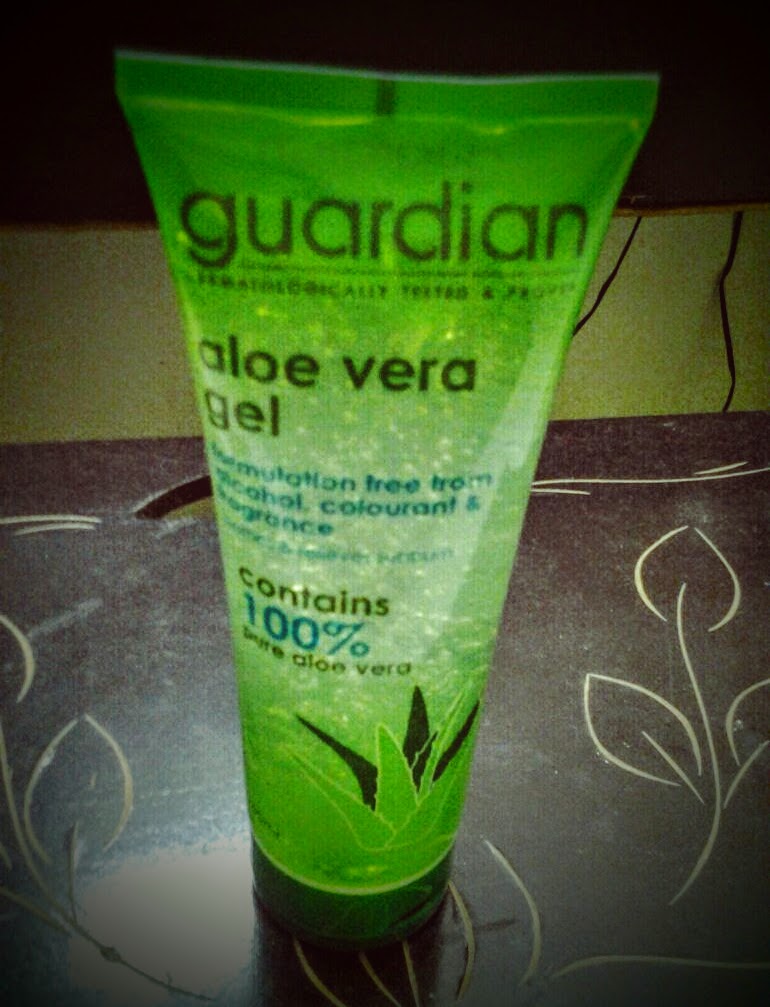 guardian
DERMATOLOGICALLY TESTED & PROVEN
aloe vera
gel
formulation free from
alcohol, colourant &
fragrance
contains
100%
pure aloe vera